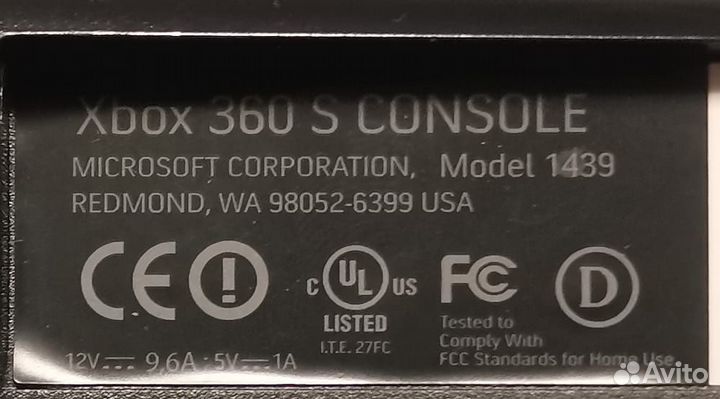 Xbox 360 S CONSOLE
MICROSOFT CORPORATION, Model 1439
REDMOND, WA 98052-6399 USA
CE
C UL US FC D
LISTED
I.T.E. 27FC
Tested to
Comply With
FCC Standards for Home Use
12V⎓ 9.6A ; 5V⎓1A
Avito